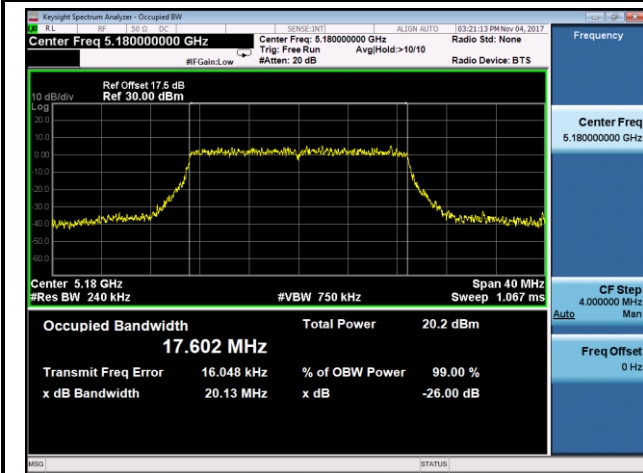 Keysight Spectrum Analyzer - Occupied BW
RL RF 50 Ω DC SENSE:INT ALIGN AUTO 03:21:13 PM Nov 04, 2017
Center Freq 5.180000000 GHz
Center Freq: 5.180000000 GHz Radio Std: None
Trig: Free Run Avg|Hold:>10/10
#IFGain:Low #Atten: 20 dB Radio Device: BTS
Ref Offset 17.5 dB
10 dB/div Ref 30.00 dBm
Log
20.0
10.0
0.00
-10.0
-20.0
-30.0
-40.0
-50.0
-60.0
Center 5.18 GHz Span 40 MHz
#Res BW 240 kHz #VBW 750 kHz Sweep 1.067 ms
Occupied Bandwidth Total Power 20.2 dBm
17.602 MHz
Transmit Freq Error 16.048 kHz % of OBW Power 99.00 %
x dB Bandwidth 20.13 MHz x dB -26.00 dB
MSG STATUS
Frequency
Center Freq
5.180000000 GHz
CF Step
4.000000 MHz
Auto Man
Freq Offset
0 Hz